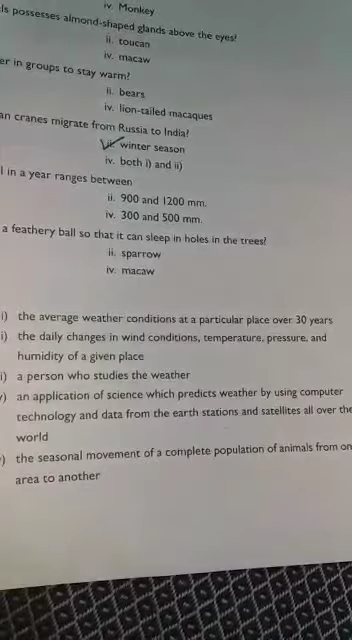 iv. Monkey
ls possesses almond-shaped glands above the eyes?
ii. toucan
iv. macaw
er in groups to stay warm?
ii. bears
iv. lion-tailed macaques
an cranes migrate from Russia to India?
ii. winter season
iv. both i) and ii)
l in a year ranges between
ii. 900 and 1200 mm.
iv. 300 and 500 mm.
a feathery ball so that it can sleep in holes in the trees?
ii. sparrow
iv. macaw
i) the average weather conditions at a particular place over 30 years
i) the daily changes in wind conditions, temperature, pressure, and
humidity of a given place
i) a person who studies the weather
) an application of science which predicts weather by using computer
technology and data from the earth stations and satellites all over the
world
) the seasonal movement of a complete population of animals from on
area to another